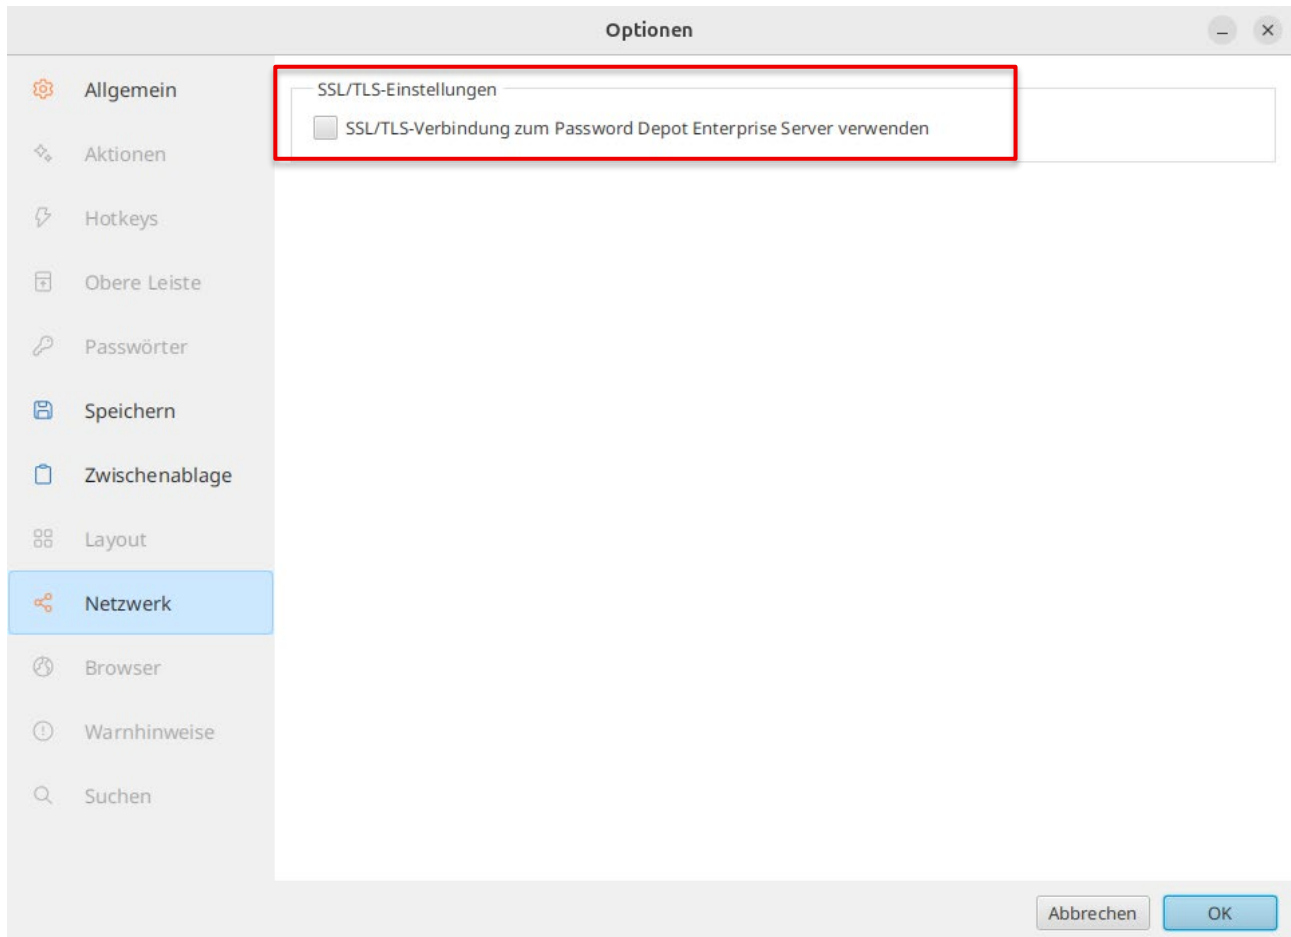 Optionen
Allgemein
Aktionen
Hotkeys
Obere Leiste
Passwörter
Speichern
Zwischenablage
Layout
Netzwerk
Browser
Warnhinweise
Suchen
SSL/TLS-Einstellungen
SSL/TLS-Verbindung zum Password Depot Enterprise Server verwenden
Abbrechen
OK